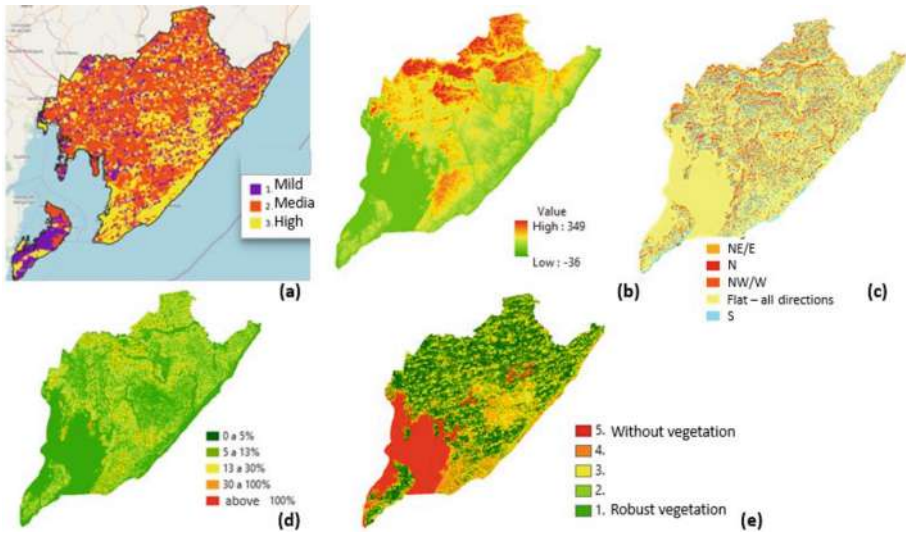 1. Mild
2. Media
3. High
(a)
Value
High : 349
Low : -36
(b)
NE/E
N
NW/W
Flat – all directions
S
(c)
0 a 5%
5 a 13%
13 a 30%
30 a 100%
above 100%
(d)
5. Without vegetation
4.
3.
2.
1. Robust vegetation
(e)